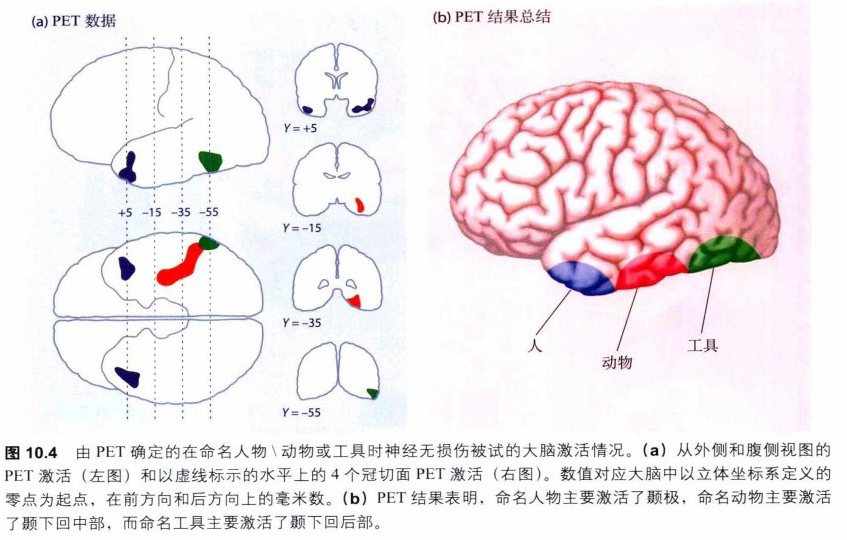 (a) PET 数据
(b) PET 结果总结
Y = +5
+5 −15 −35 −55
Y = −15
Y = −35
Y = −55
人
动物
工具
图 10.4 由 PET 确定的在命名人物 \ 动物或工具时神经无损伤被试的大脑激活情况。(a) 从外侧和腹侧视图的
PET 激活（左图）和以虚线标示的水平上的 4 个冠切面 PET 激活（右图）。数值对应大脑中以立体坐标系定义的
零点为起点，在前方向和后方向上的毫米数。(b) PET 结果表明，命名人物主要激活了颞极，命名动物主要激活
了颞下回中部，而命名工具主要激活了颞下回后部。